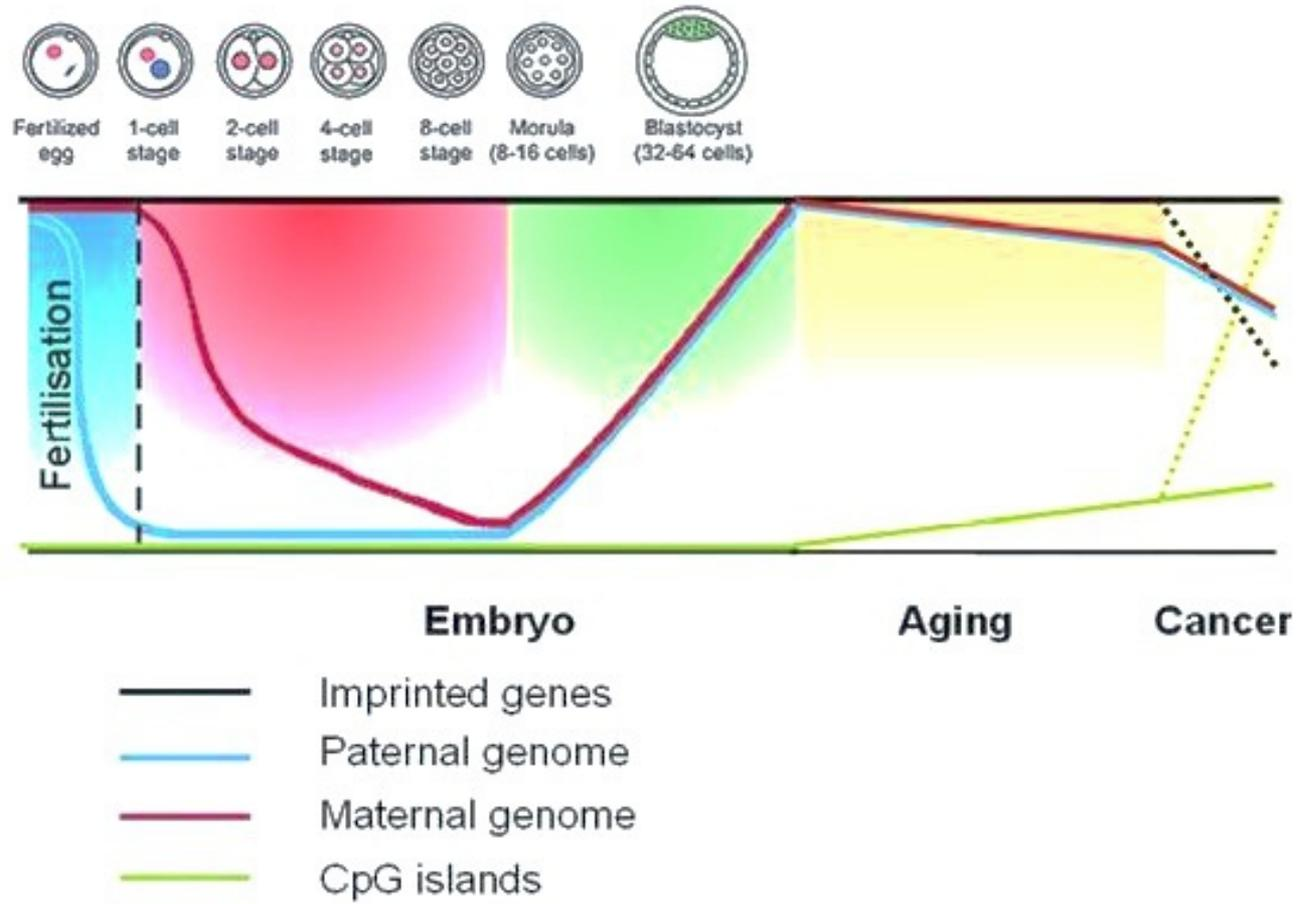 Fertilized egg
1-cell stage
2-cell stage
4-cell stage
8-cell stage
Morula (8-16 cells)
Blastocyst (32-64 cells)
Fertilisation
Embryo
Aging
Cancer
Imprinted genes
Paternal genome
Maternal genome
CpG islands